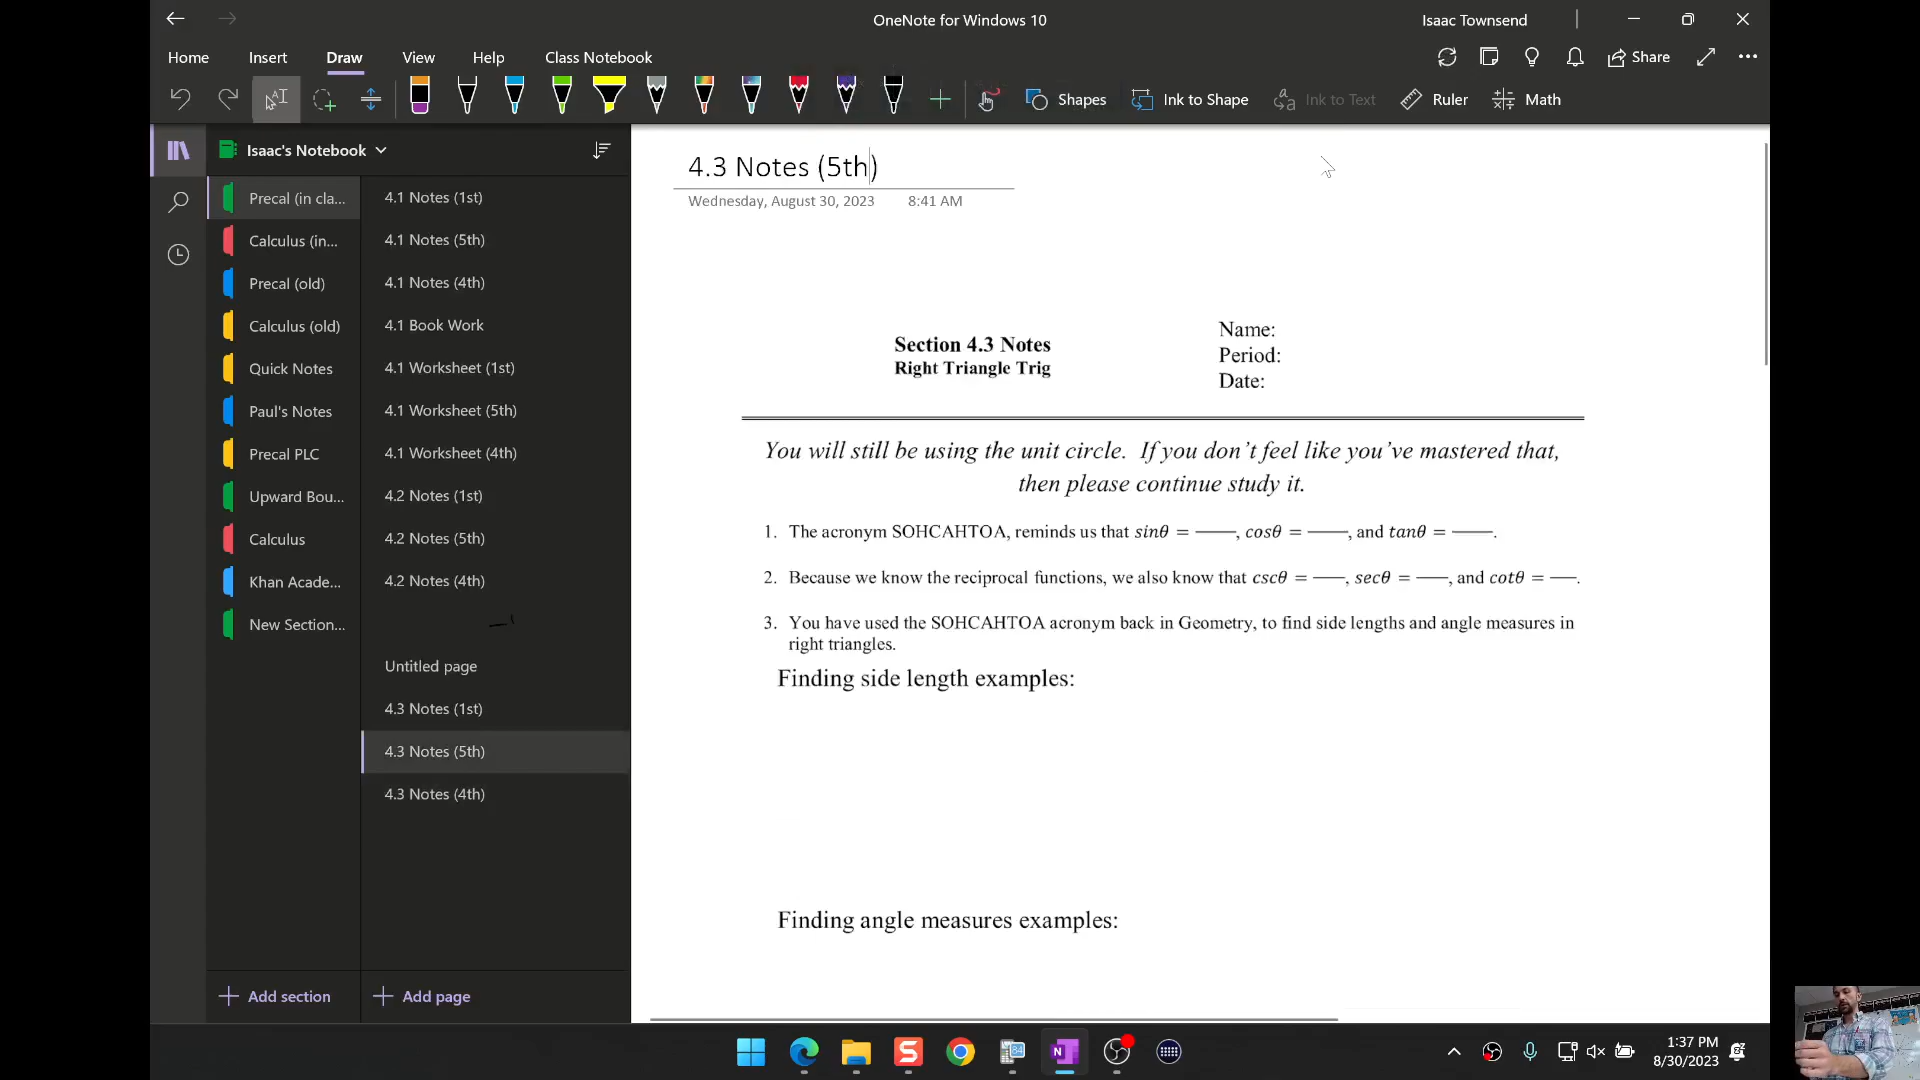 OneNote for Windows 10
Isaac Townsend
Home Insert Draw View Help Class Notebook
Share
Shapes Ink to Shape Ink to Text Ruler Math
Isaac's Notebook
Precal (in cla...
Calculus (in...
Precal (old)
Calculus (old)
Quick Notes
Paul's Notes
Precal PLC
Upward Bou...
Calculus
Khan Acade...
New Section...
Add section
4.1 Notes (1st)
4.1 Notes (5th)
4.1 Notes (4th)
4.1 Book Work
4.1 Worksheet (1st)
4.1 Worksheet (5th)
4.1 Worksheet (4th)
4.2 Notes (1st)
4.2 Notes (5th)
4.2 Notes (4th)
Untitled page
4.3 Notes (1st)
4.3 Notes (5th)
4.3 Notes (4th)
Add page
4.3 Notes (5th)
Wednesday, August 30, 2023 8:41 AM
Section 4.3 Notes
Right Triangle Trig
Name:
Period:
Date:
You will still be using the unit circle. If you don't feel like you've mastered that,
then please continue study it.
1. The acronym SOHCAHTOA, reminds us that sinθ = ——, cosθ = ——, and tanθ = ——.
2. Because we know the reciprocal functions, we also know that cscθ = ——, secθ = ——, and cotθ = ——.
3. You have used the SOHCAHTOA acronym back in Geometry, to find side lengths and angle measures in
right triangles.
Finding side length examples:
Finding angle measures examples:
1:37 PM
8/30/2023